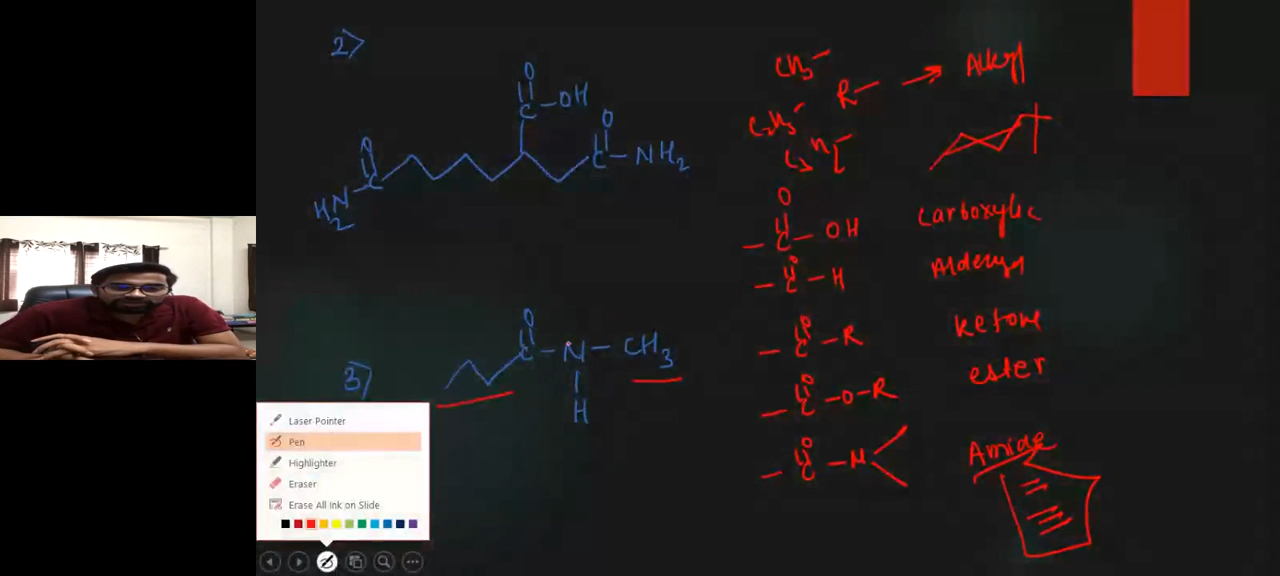 2>
O
C-OH
O
C-NH2
O
C
H2N
3>
O
C-N-CH3
H
CH3-
R- → Alkyl
C2H5-
O
-C-OH Carboxylic
O
-C-H
O
-C-R Ketone
O
-C-O-R ester
O
-C-N Amide
Laser Pointer
Pen
Highlighter
Eraser
Erase All Ink on Slide